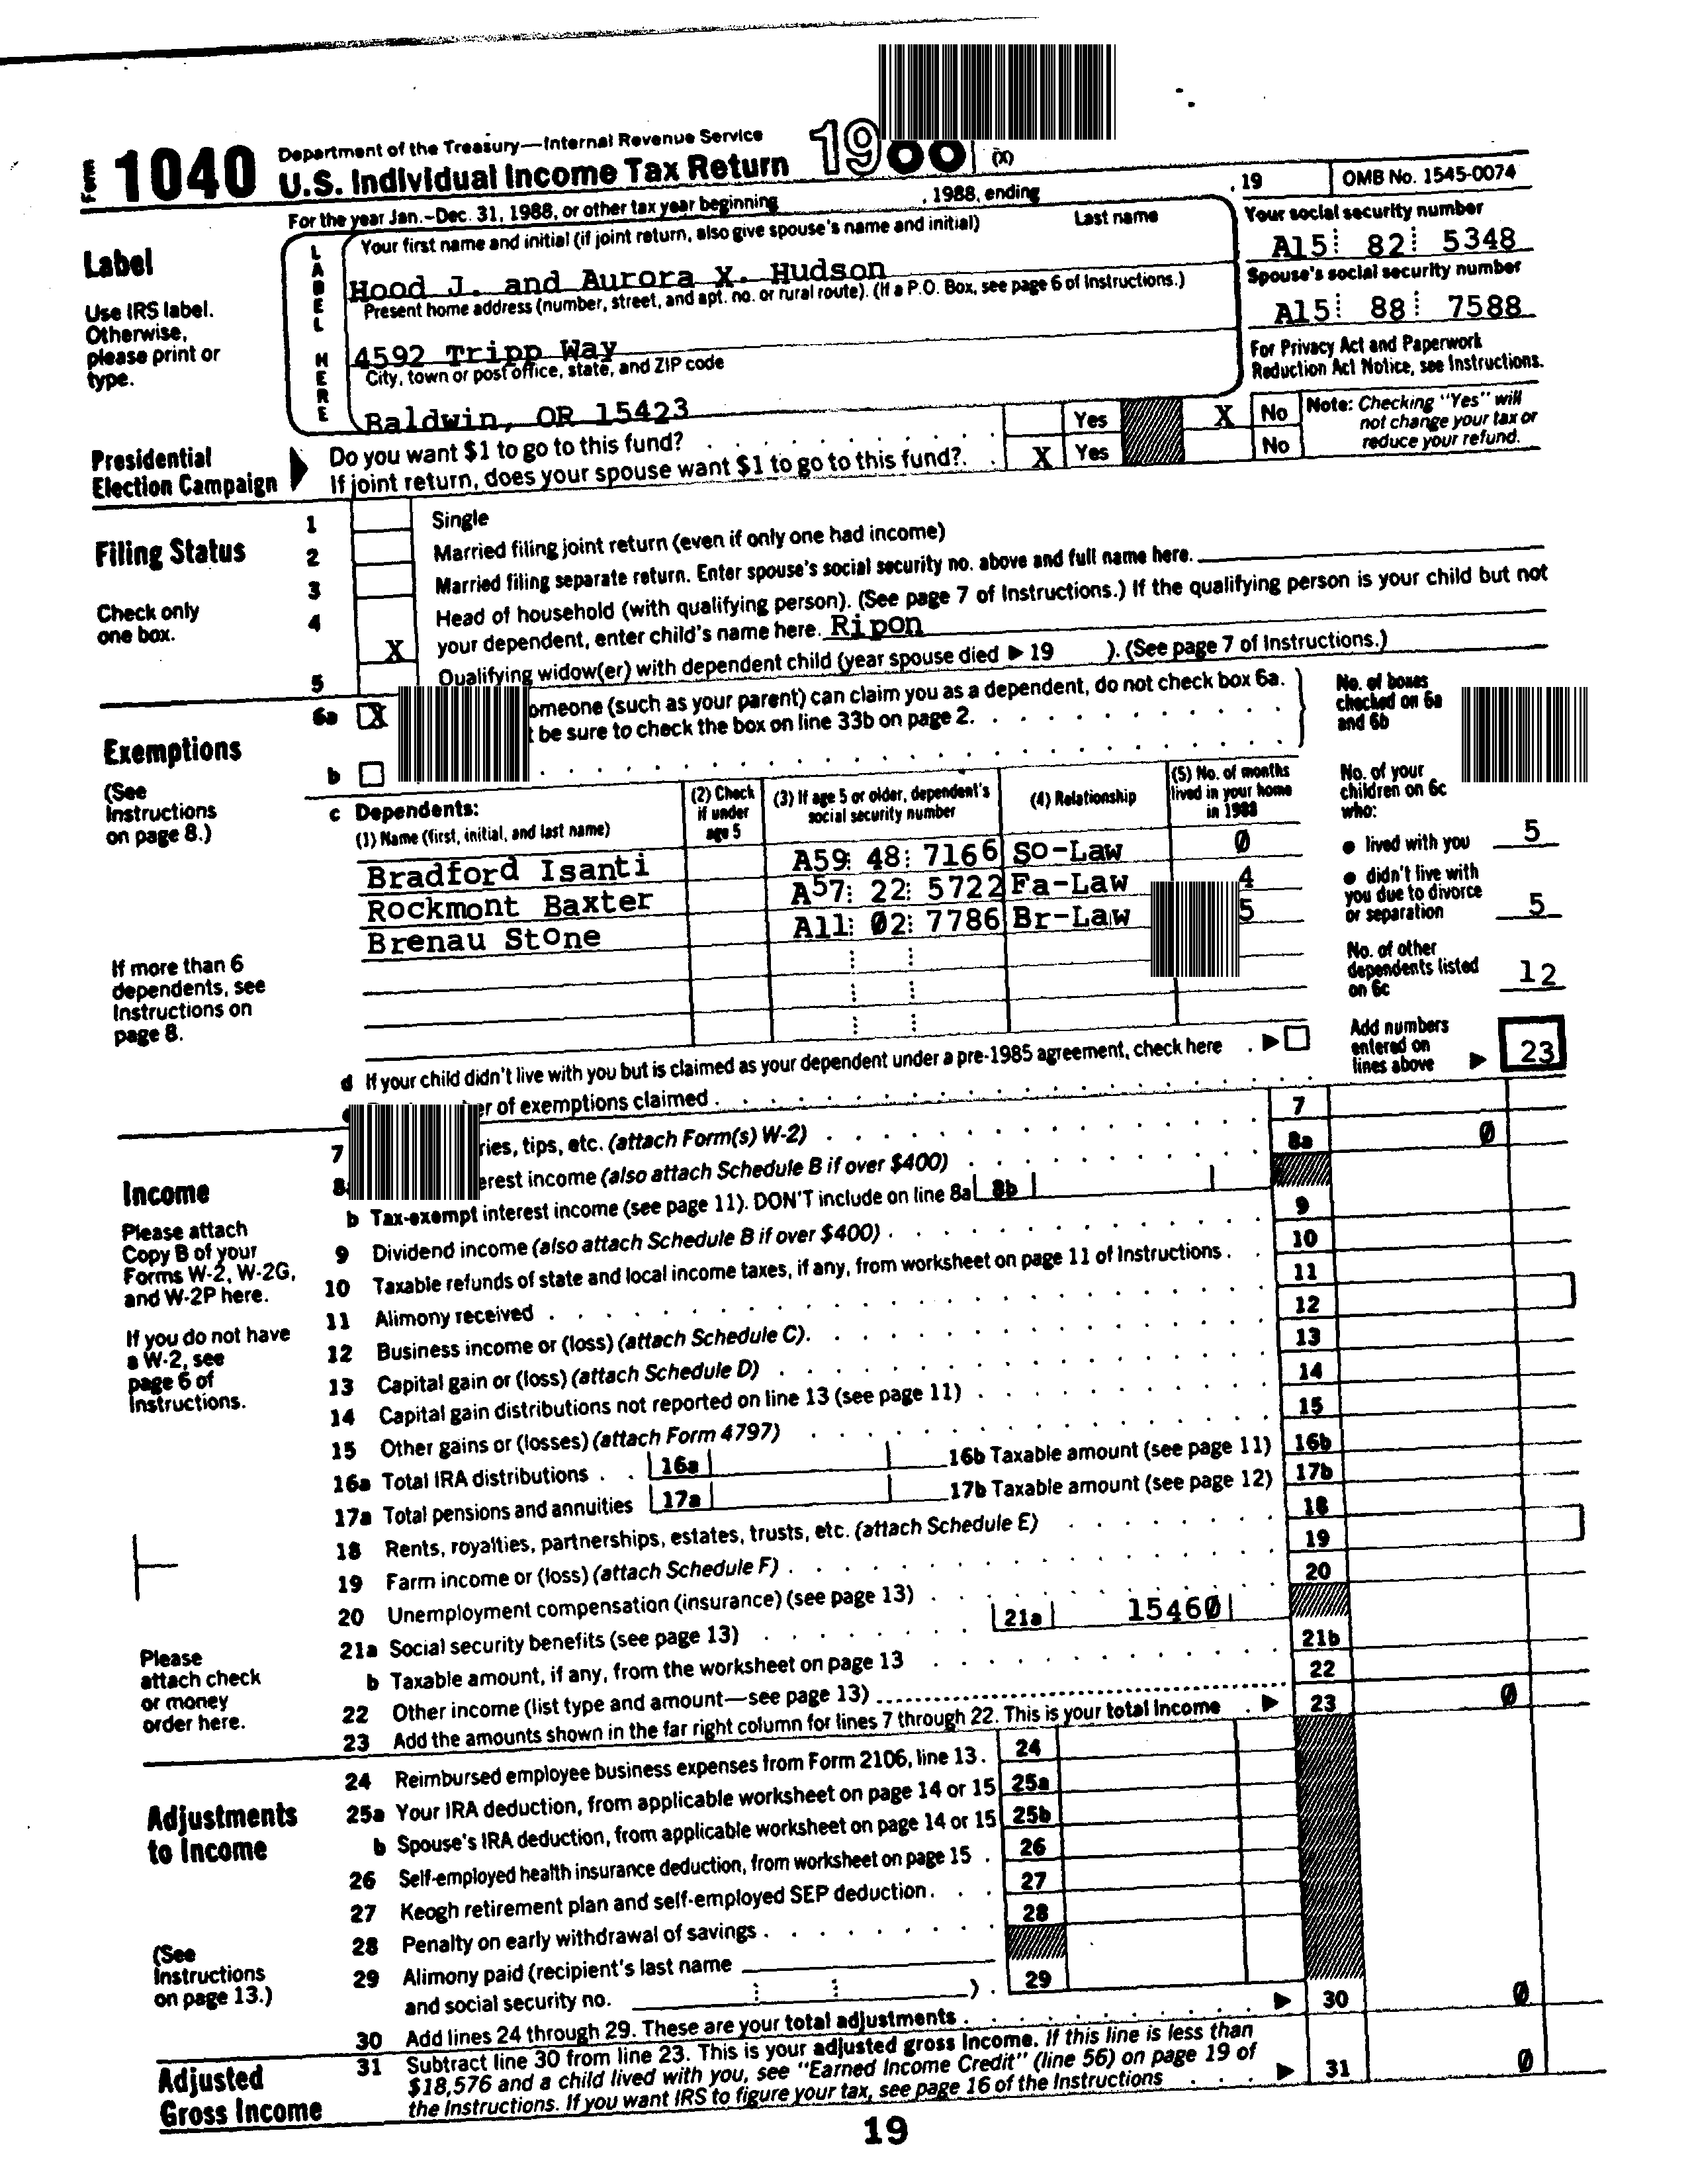 Form 1040 Department of the Treasury—Internal Revenue Service
U.S. Individual Income Tax Return 19 (X)
For the year Jan.–Dec. 31, 1988, or other tax year beginning , 1988, ending , 19 OMB No. 1545-0074
Label
Use IRS label. Otherwise, please print or type.
LABEL HERE
Your first name and initial (if joint return, also give spouse's name and initial) Last name
Hood J. and Aurora X. Hudson
Your social security number
A15 82 5348
Present home address (number, street, and apt. no. or rural route). (If a P.O. Box, see page 6 of Instructions.)
4592 Tripp Way
Spouse's social security number
A15 88 7588
City, town or post office, state, and ZIP code
Baldwin, OR 15423
For Privacy Act and Paperwork Reduction Act Notice, see Instructions.
Presidential Election Campaign
Do you want $1 to go to this fund? . . . Yes X No
If joint return, does your spouse want $1 to go to this fund?. . X Yes No
Note: Checking "Yes" will not change your tax or reduce your refund.
Filing Status
Check only one box.
1 Single
2 Married filing joint return (even if only one had income)
3 Married filing separate return. Enter spouse's social security no. above and full name here.
4 Head of household (with qualifying person). (See page 7 of Instructions.) If the qualifying person is your child but not
X your dependent, enter child's name here. Ripon
5 Qualifying widow(er) with dependent child (year spouse died ▶ 19 ). (See page 7 of Instructions.)
Exemptions
(See Instructions on page 8.)
6a X omeone (such as your parent) can claim you as a dependent, do not check box 6a.
be sure to check the box on line 33b on page 2.
b
No. of boxes checked on 6a and 6b
c Dependents:
(1) Name (first, initial, and last name)
(2) Check if under age 5
(3) If age 5 or older, dependent's social security number
(4) Relationship
(5) No. of months lived in your home in 1988
Bradford Isanti A59 48 7166 So-Law 0
Rockmont Baxter A57 22 5722 Fa-Law 4
Brenau Stone A11 02 7786 Br-Law 5
No. of your children on 6c who:
● lived with you 5
● didn't live with you due to divorce or separation 5
No. of other dependents listed on 6c 12
If more than 6 dependents, see Instructions on page 8.
d If your child didn't live with you but is claimed as your dependent under a pre-1985 agreement, check here . ▶
er of exemptions claimed
Add numbers entered on lines above ▶ 23
Income
Please attach Copy B of your Forms W-2, W-2G, and W-2P here.
If you do not have a W-2, see page 6 of Instructions.
Please attach check or money order here.
7 ries, tips, etc. (attach Form(s) W-2) 7
8 erest income (also attach Schedule B if over $400) 8a 0
b Tax-exempt interest income (see page 11). DON'T include on line 8a 8b
9 Dividend income (also attach Schedule B if over $400) 9
10 Taxable refunds of state and local income taxes, if any, from worksheet on page 11 of Instructions 10
11 Alimony received 11
12 Business income or (loss) (attach Schedule C). 12
13 Capital gain or (loss) (attach Schedule D) 13
14 Capital gain distributions not reported on line 13 (see page 11) 14
15 Other gains or (losses) (attach Form 4797) 15
16a Total IRA distributions 16a 16b Taxable amount (see page 11) 16b
17a Total pensions and annuities 17a 17b Taxable amount (see page 12) 17b
18 Rents, royalties, partnerships, estates, trusts, etc. (attach Schedule E) 18
19 Farm income or (loss) (attach Schedule F) 19
20 Unemployment compensation (insurance) (see page 13) 20
21a Social security benefits (see page 13) 21a 15460
b Taxable amount, if any, from the worksheet on page 13 21b
22 Other income (list type and amount—see page 13) 22
23 Add the amounts shown in the far right column for lines 7 through 22. This is your total income ▶ 23 0
Adjustments to Income
(See Instructions on page 13.)
24 Reimbursed employee business expenses from Form 2106, line 13. 24
25a Your IRA deduction, from applicable worksheet on page 14 or 15 25a
b Spouse's IRA deduction, from applicable worksheet on page 14 or 15 25b
26 Self-employed health insurance deduction, from worksheet on page 15 26
27 Keogh retirement plan and self-employed SEP deduction 27
28 Penalty on early withdrawal of savings 28
29 Alimony paid (recipient's last name
and social security no. ) . 29
30 Add lines 24 through 29. These are your total adjustments ▶ 30 0
Adjusted Gross Income
31 Subtract line 30 from line 23. This is your adjusted gross income. If this line is less than
$18,576 and a child lived with you, see "Earned Income Credit" (line 56) on page 19 of
the Instructions. If you want IRS to figure your tax, see page 16 of the Instructions ▶ 31 0
19